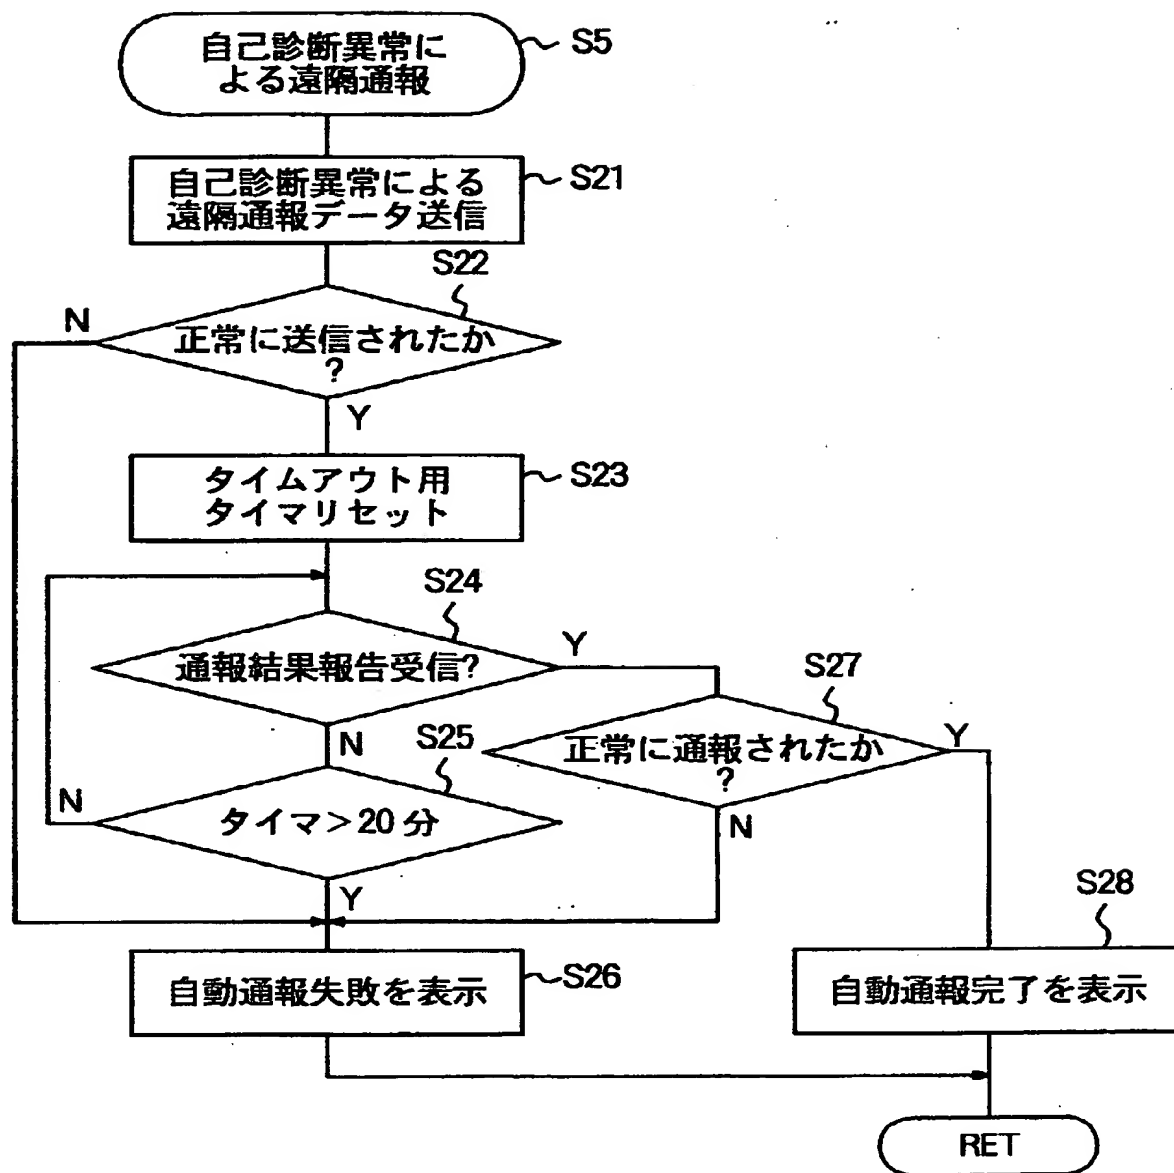 自己診断異常に
よる遠隔通報
S5
自己診断異常による
遠隔通報データ送信
S21
S22
N
正常に送信されたか
?
Y
タイムアウト用
タイマリセット
S23
S24
通報結果報告受信?
Y
N
S27
正常に通報されたか
?
Y
N
S25
N
タイマ>20分
Y
自動通報失敗を表示
S26
S28
自動通報完了を表示
RET